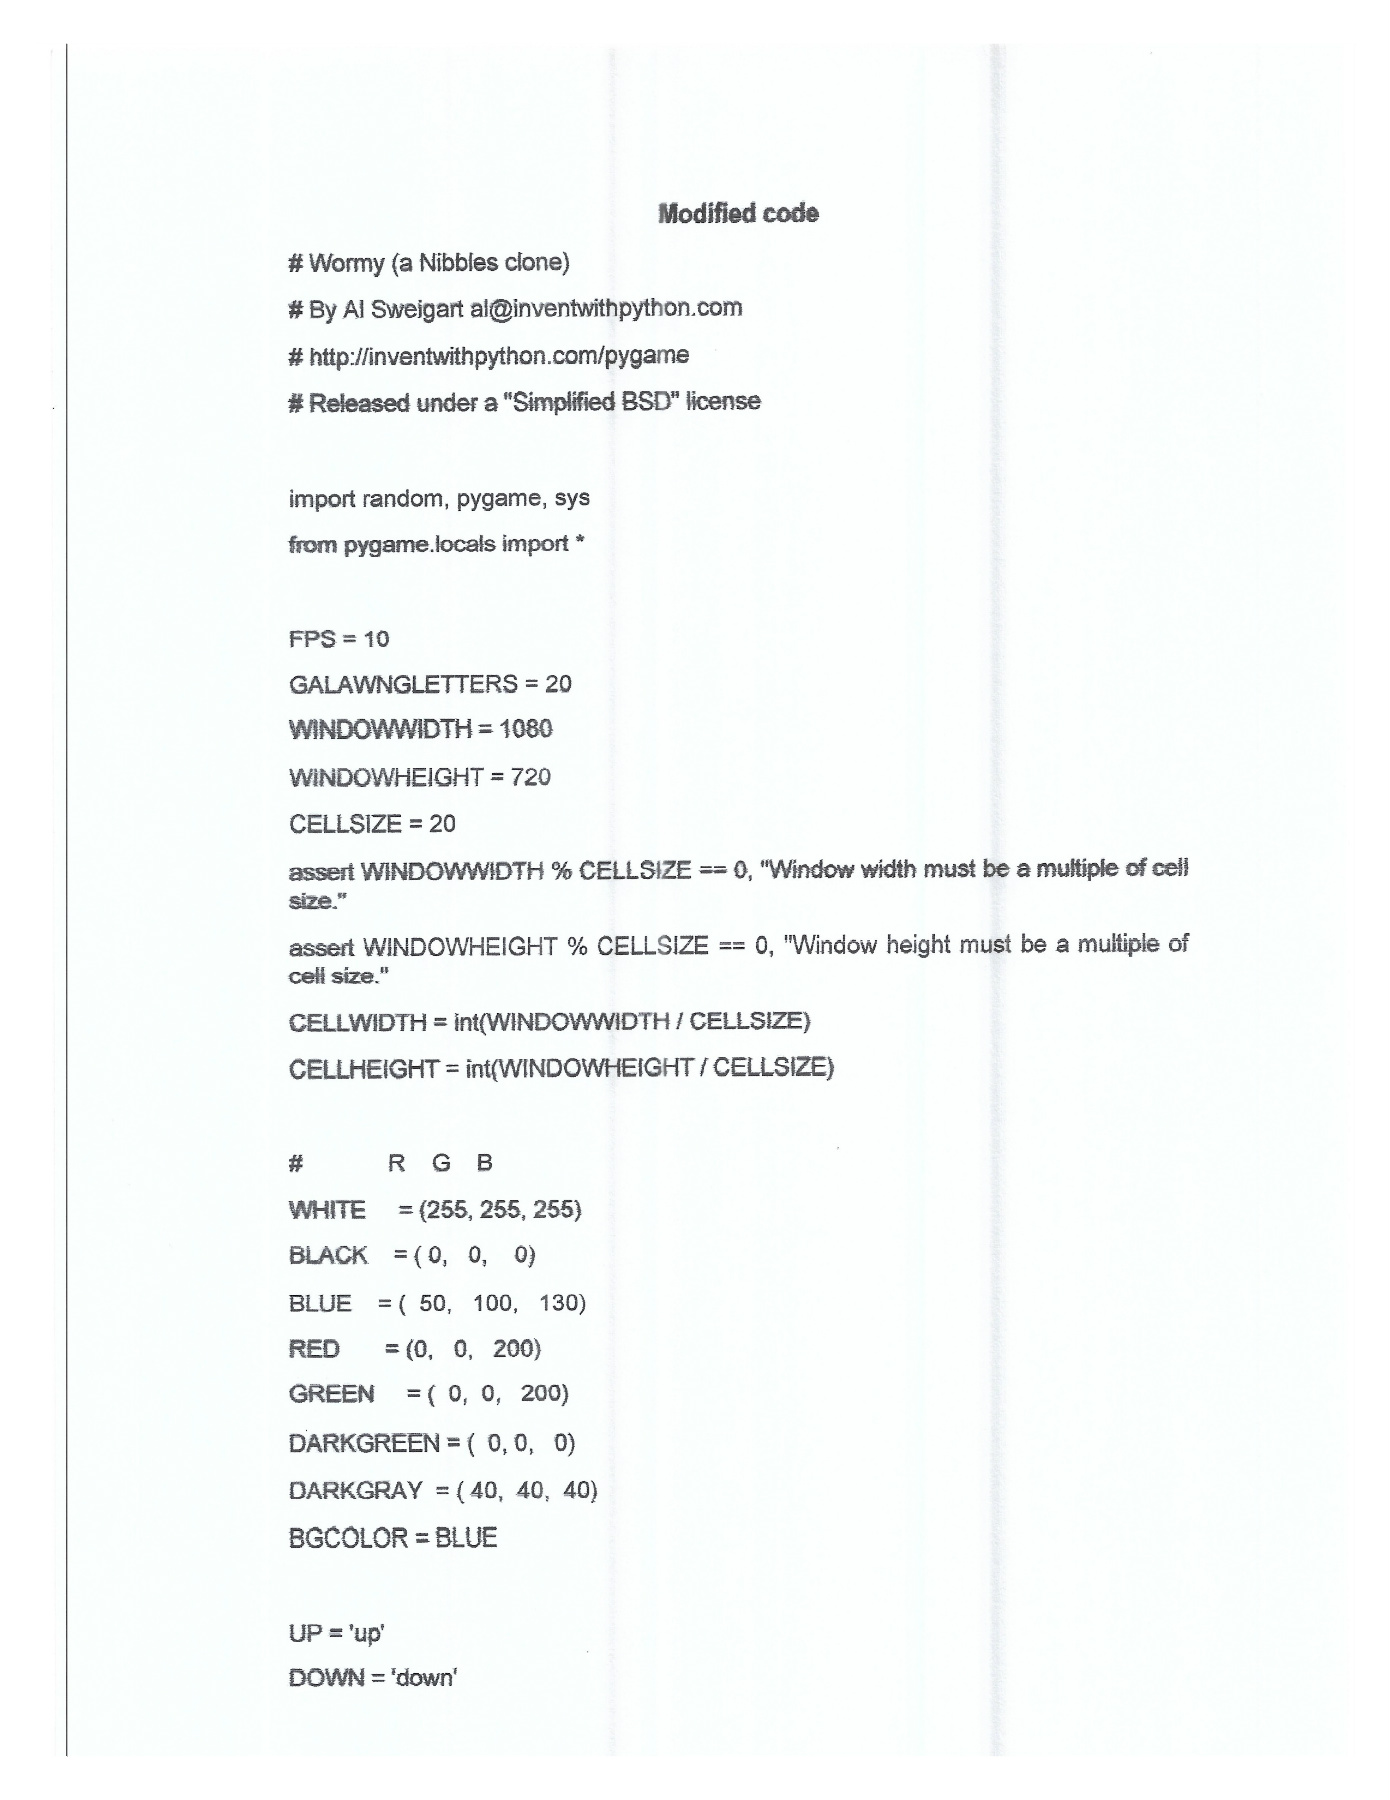 Modified code
# Wormy (a Nibbles clone)
# By Al Sweigart al@inventwithpython.com
# http://inventwithpython.com/pygame
# Released under a "Simplified BSD" license
import random, pygame, sys
from pygame.locals import *
FPS = 10
GALAWNGLETTERS = 20
WINDOWWIDTH = 1080
WINDOWHEIGHT = 720
CELLSIZE = 20
assert WINDOWWIDTH % CELLSIZE == 0, "Window width must be a multiple of cell
size."
assert WINDOWHEIGHT % CELLSIZE == 0, "Window height must be a multiple of
cell size."
CELLWIDTH = int(WINDOWWIDTH / CELLSIZE)
CELLHEIGHT = int(WINDOWHEIGHT / CELLSIZE)
# R G B
WHITE = (255, 255, 255)
BLACK = ( 0, 0, 0)
BLUE = ( 50, 100, 130)
RED = (0, 0, 200)
GREEN = ( 0, 0, 200)
DARKGREEN = ( 0, 0, 0)
DARKGRAY = ( 40, 40, 40)
BGCOLOR = BLUE
UP = 'up'
DOWN = 'down'